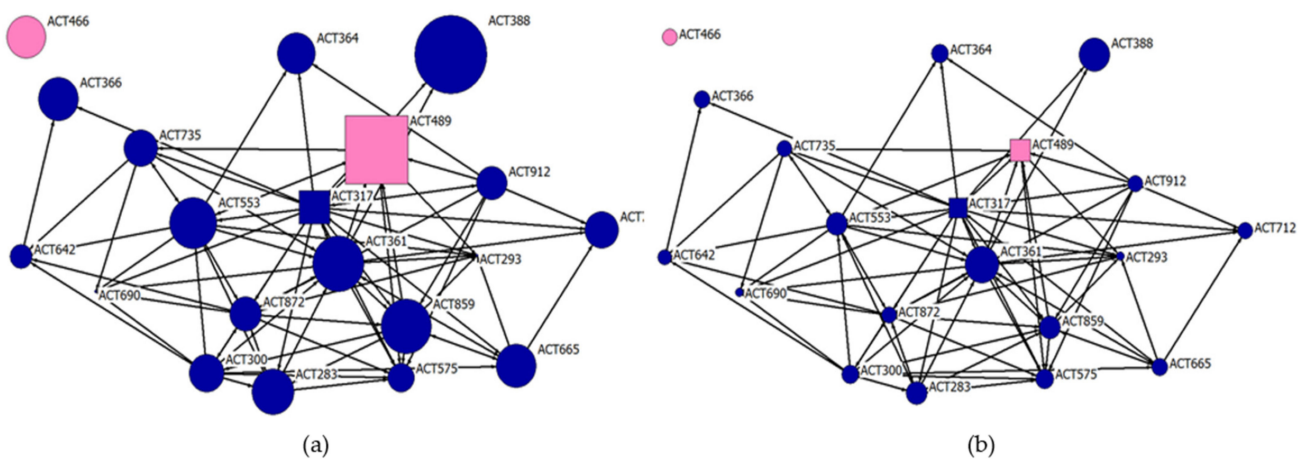 ACT466
ACT364
ACT388
ACT366
ACT489
ACT735
ACT912
ACT317
ACT553
ACT7
ACT361
ACT642
ACT293
ACT690
ACT872
ACT859
ACT300
ACT283
ACT575
ACT665
(a)
ACT466
ACT364
ACT388
ACT366
ACT489
ACT735
ACT912
ACT317
ACT553
ACT712
ACT361
ACT642
ACT293
ACT690
ACT872
ACT859
ACT300
ACT283
ACT575
ACT665
(b)